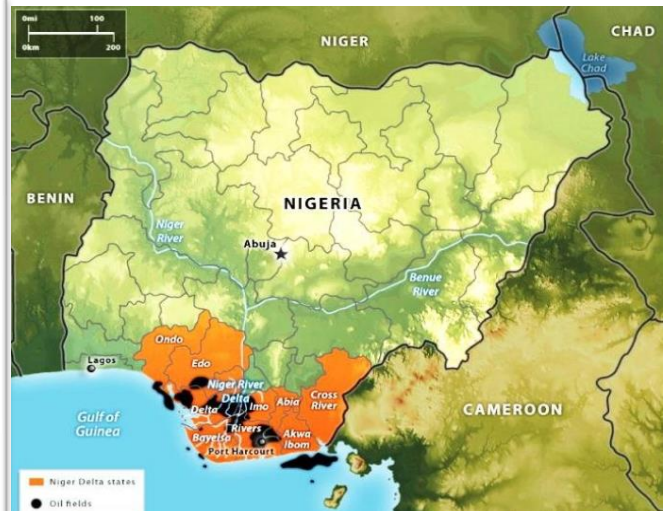 0mi 100
0km 200
NIGER
CHAD
Lake
Chad
BENIN
NIGERIA
Niger
River
Abuja
Benue
River
Ondo
Edo
Lagos
Niger River
Delta
Delta
Imo
Abia
Cross
River
Gulf of
Guinea
Rivers
Bayelsa
Akwa
Ibom
Port Harcourt
CAMEROON
Niger Delta states
Oil fields